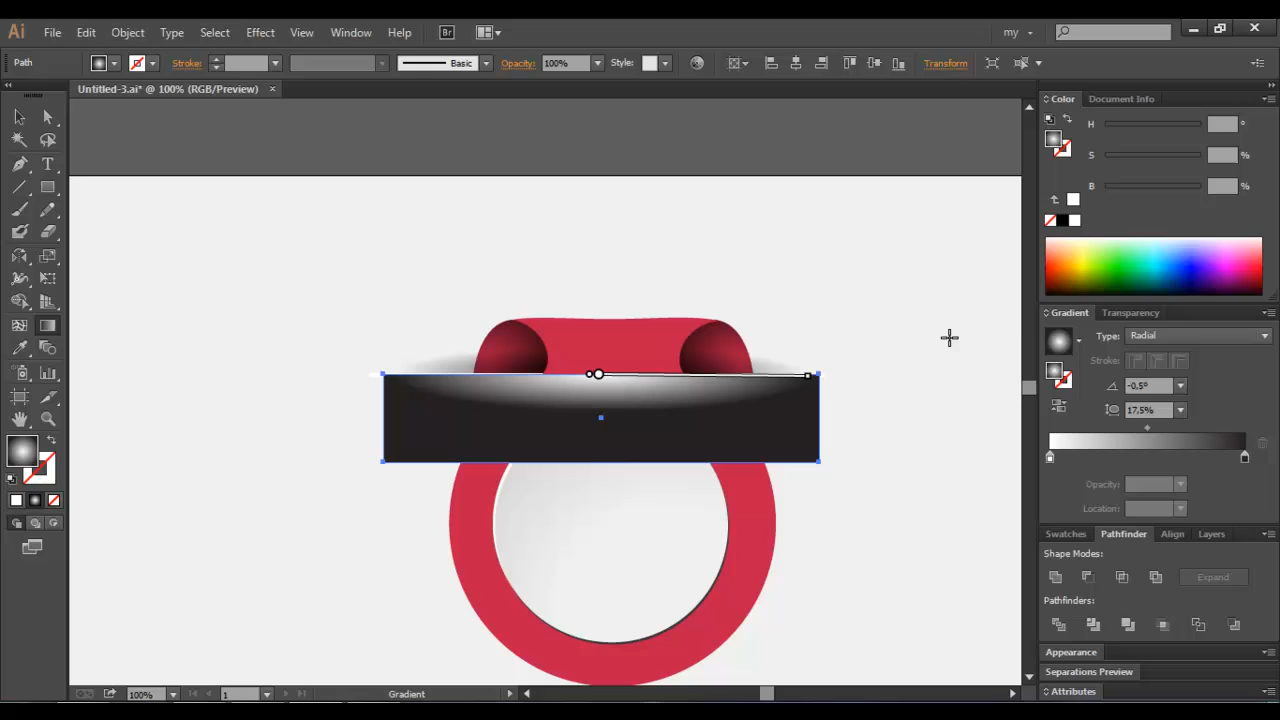 Ai File Edit Object Type Select Effect View Window Help Br my
Path Stroke: Basic Opacity: 100% Style: Transform
Untitled-3.ai* @ 100% (RGB/Preview) ×
Color Document Info
H °
S %
B %
Gradient Transparency
Type: Radial
Stroke:
-0,5°
17,5%
Opacity:
Location:
Swatches Pathfinder Align Layers
Shape Modes:
Expand
Pathfinders:
Appearance
Separations Preview
Attributes
100% 1 Gradient